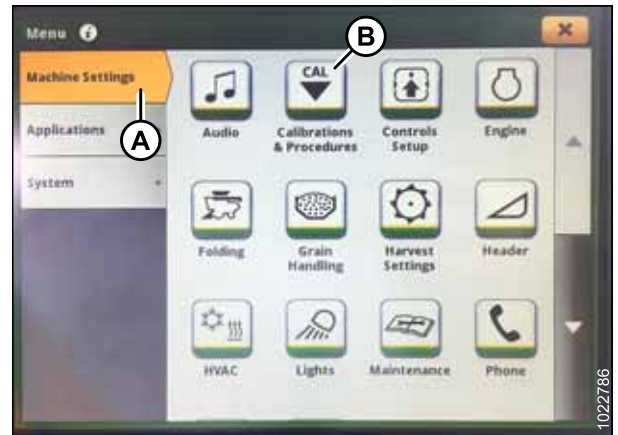 Menu i
B
Machine Settings
A
Applications
System +
CAL
Audio
Calibrations
& Procedures
Controls
Setup
Engine
Folding
Grain
Handling
Harvest
Settings
Header
HVAC
Lights
Maintenance
Phone
1022786